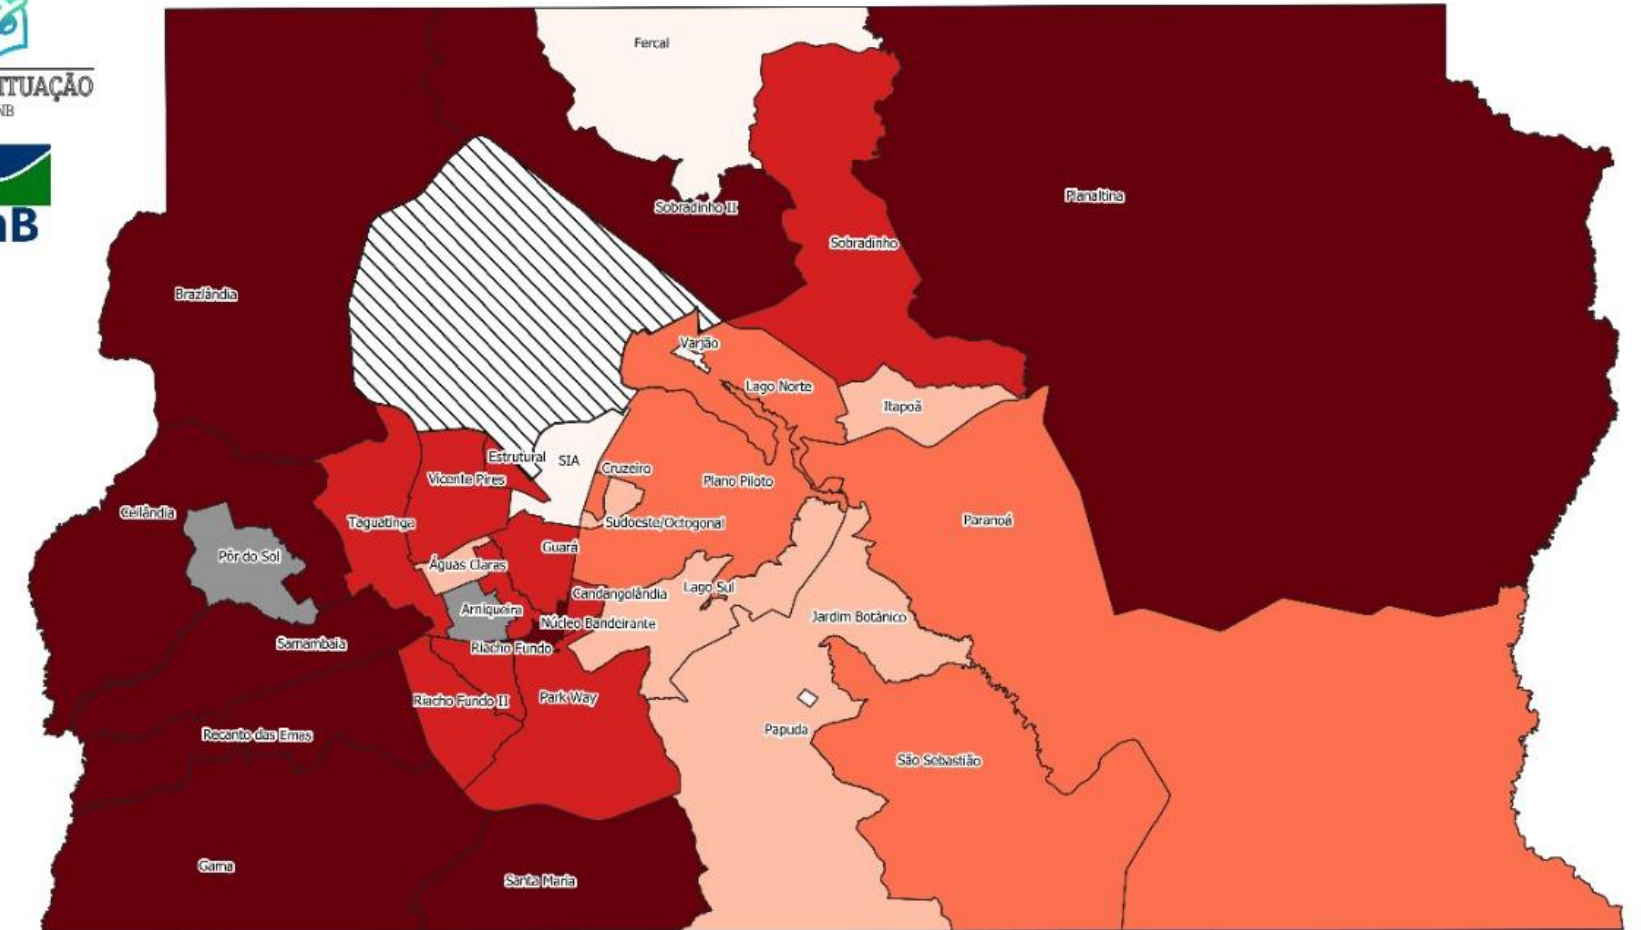 TUAÇÃO
NB
nB
Fercal
Planaltina
Sobradinho II
Sobradinho
Brazlândia
Varjão
Lago Norte
Itapoã
Estrutural
SIA
Cruzeiro
Vicente Pires
Plano Piloto
Ceilândia
Taguatinga
Sudoeste/Octogonal
Paranoá
Guará
Pôr do Sol
Águas Claras
Lago Sul
Candangolândia
Arniqueira
Jardim Botânico
Núcleo Bandeirante
Samambaia
Riacho Fundo
Riacho Fundo II
Park Way
Papuda
Recanto das Emas
São Sebastião
Gama
Santa Maria